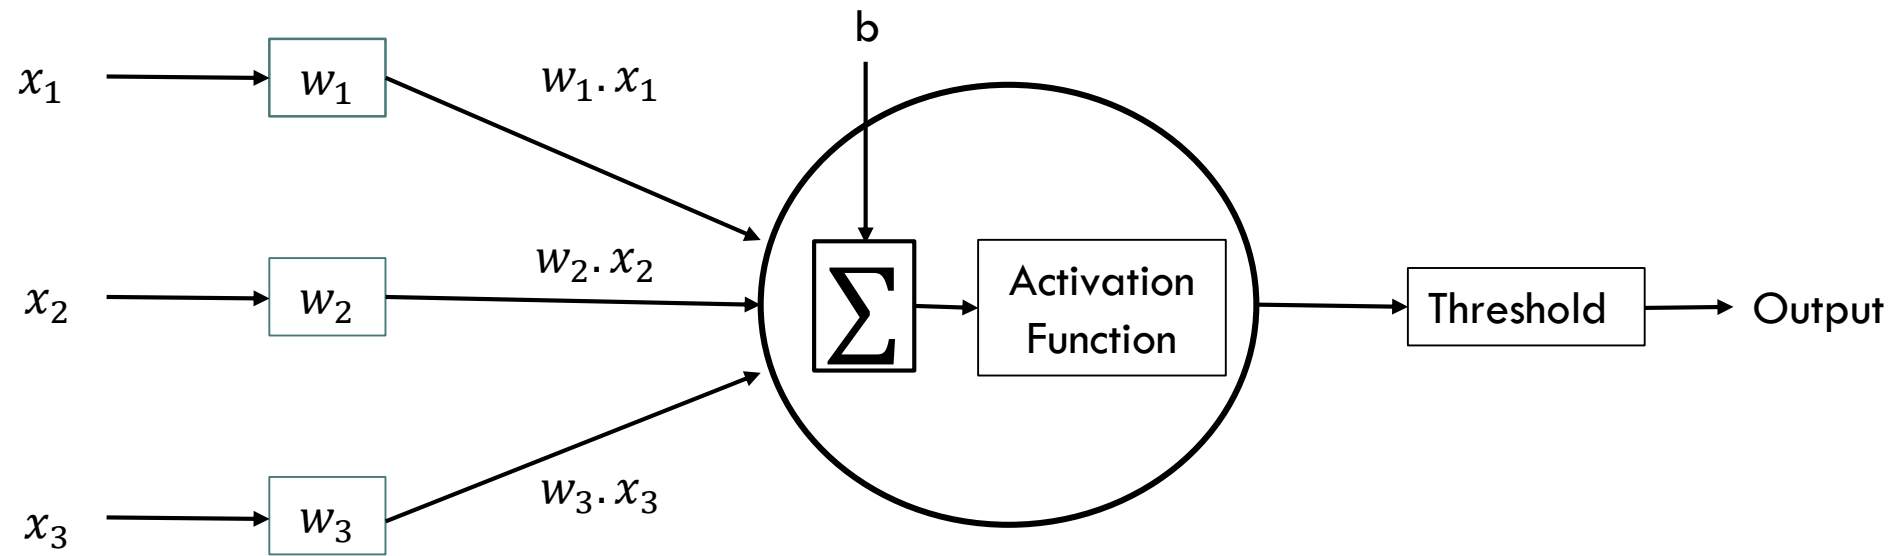 b
x₁
w₁
w₁. x₁
x₂
w₂
w₂. x₂
∑
Activation
Function
Threshold
Output
x₃
w₃
w₃. x₃